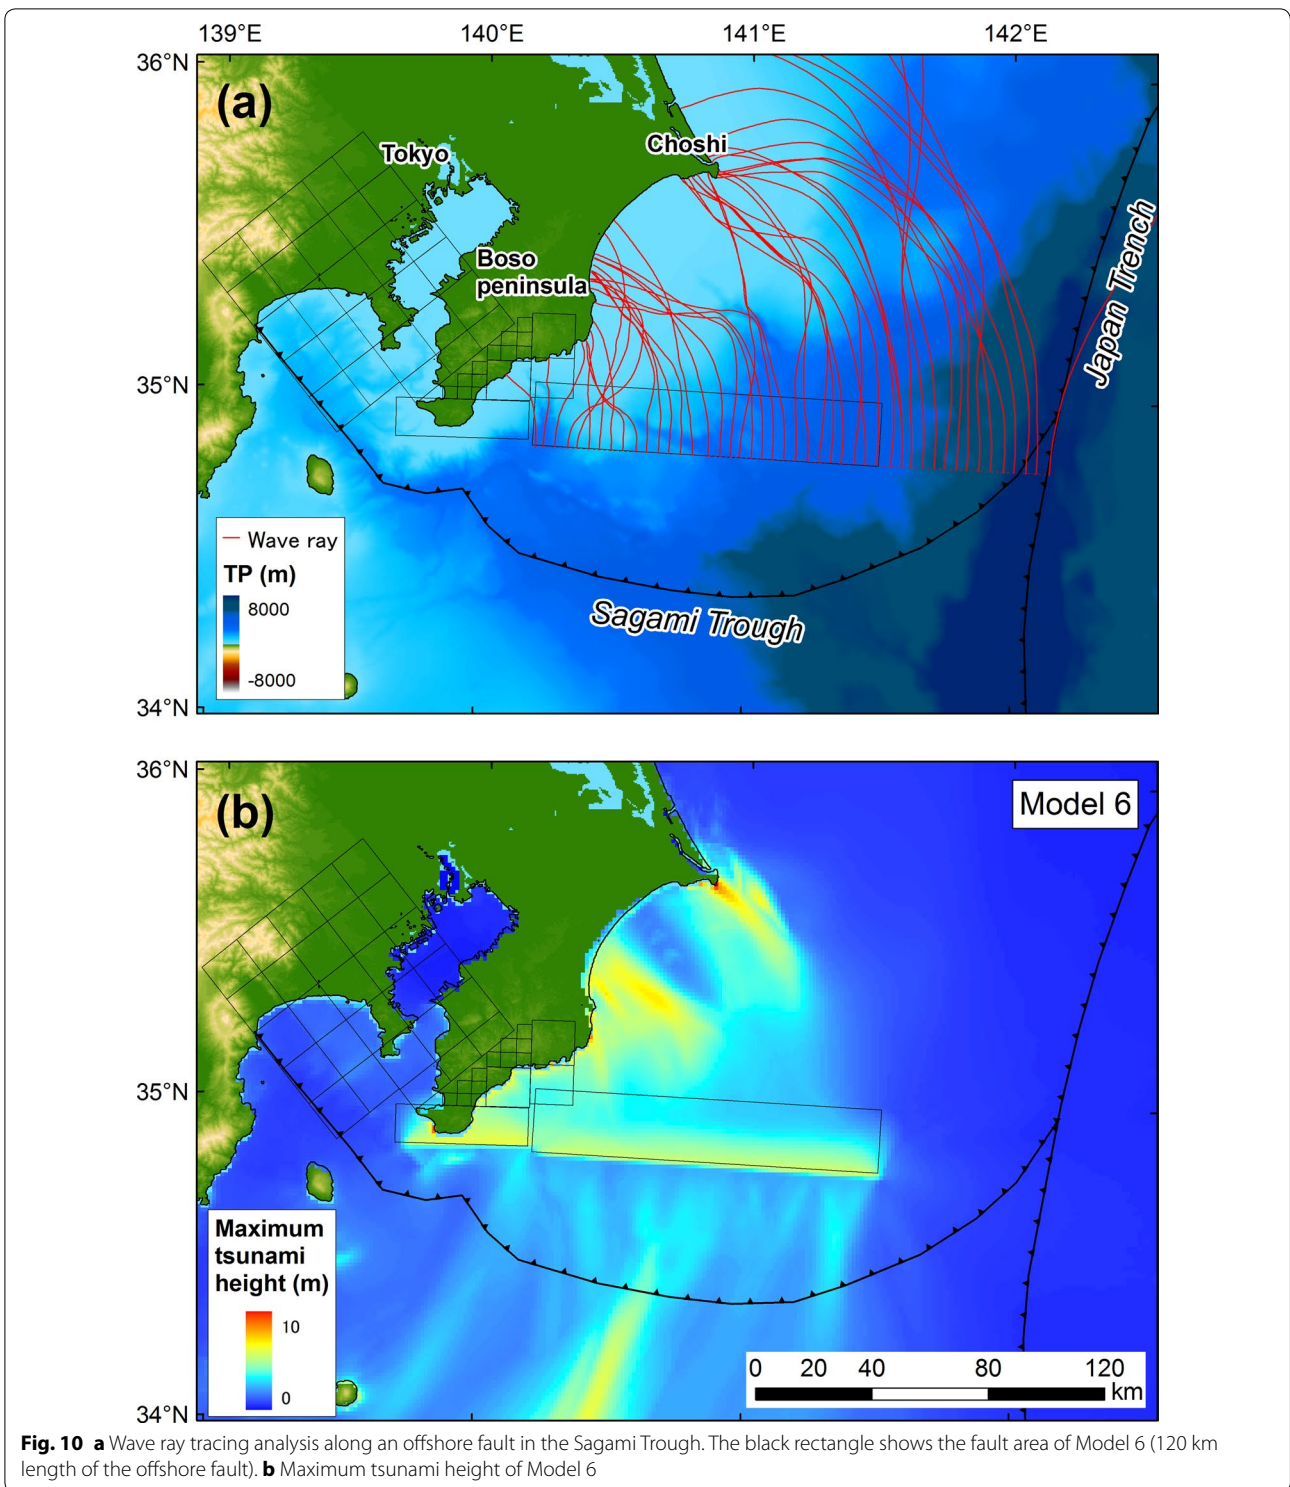 139°E 140°E 141°E 142°E
36°N
(a)
Tokyo
Choshi
Boso
peninsula
Japan Trench
35°N
Wave ray
TP (m)
8000
-8000
Sagami Trough
34°N
36°N
(b)
Model 6
35°N
Maximum
tsunami
height (m)
10
0
0 20 40 80 120
km
34°N
Fig. 10 a Wave ray tracing analysis along an offshore fault in the Sagami Trough. The black rectangle shows the fault area of Model 6 (120 km
length of the offshore fault). b Maximum tsunami height of Model 6